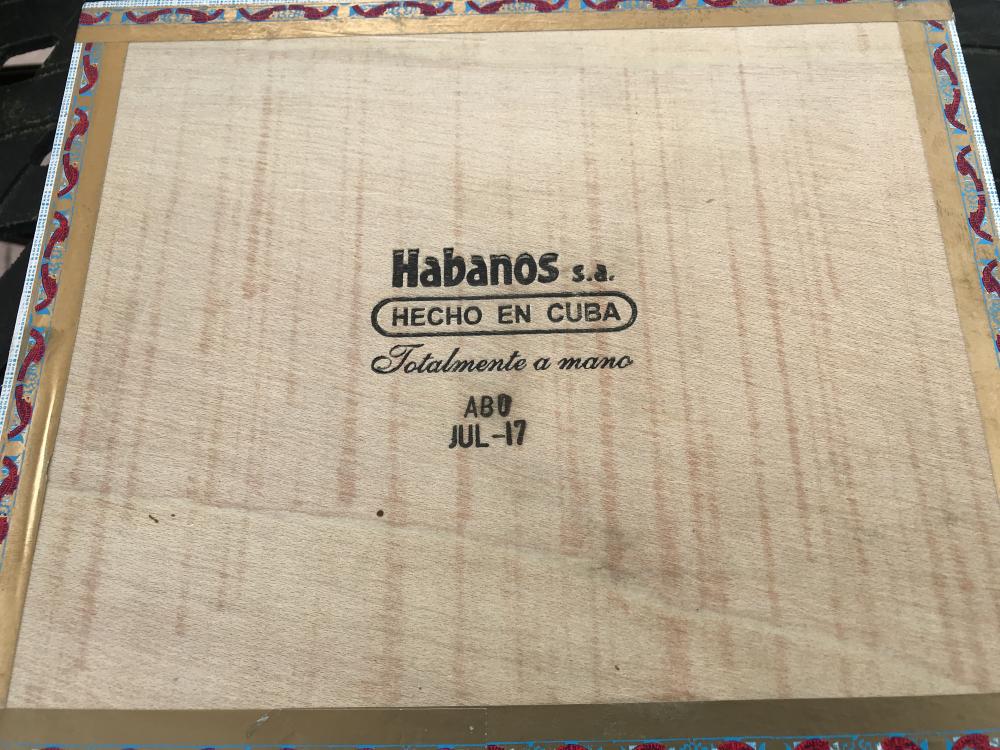 Habanos s.a.
HECHO EN CUBA
Totalmente a mano
ABO
JUL-17